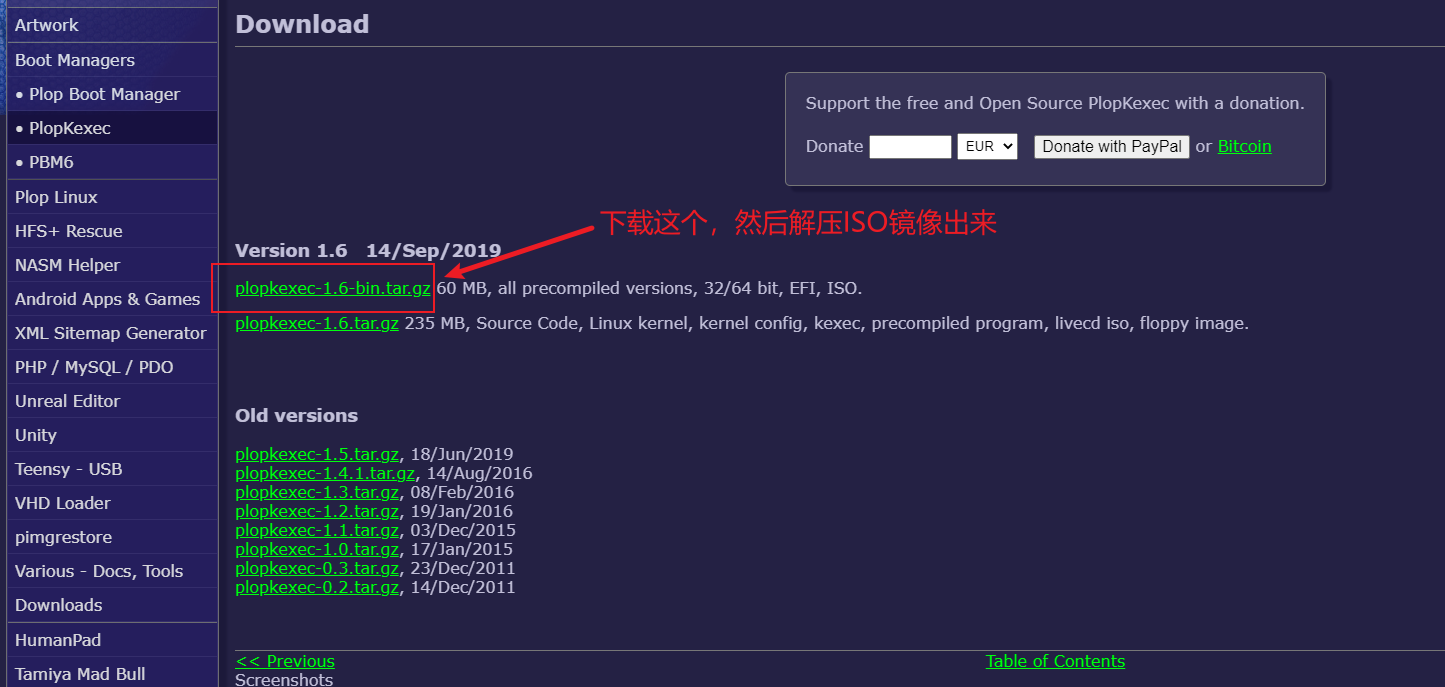 Artwork
Boot Managers
• Plop Boot Manager
• PlopKexec
• PBM6
Plop Linux
HFS+ Rescue
NASM Helper
Android Apps & Games
XML Sitemap Generator
PHP / MySQL / PDO
Unreal Editor
Unity
Teensy - USB
VHD Loader
pimgrestore
Various - Docs, Tools
Downloads
HumanPad
Tamiya Mad Bull
Download
Support the free and Open Source PlopKexec with a donation.
Donate EUR Donate with PayPal or Bitcoin
下载这个，然后解压ISO镜像出来
Version 1.6 14/Sep/2019
plopkexec-1.6-bin.tar.gz 60 MB, all precompiled versions, 32/64 bit, EFI, ISO.
plopkexec-1.6.tar.gz 235 MB, Source Code, Linux kernel, kernel config, kexec, precompiled program, livecd iso, floppy image.
Old versions
plopkexec-1.5.tar.gz, 18/Jun/2019
plopkexec-1.4.1.tar.gz, 14/Aug/2016
plopkexec-1.3.tar.gz, 08/Feb/2016
plopkexec-1.2.tar.gz, 19/Jan/2016
plopkexec-1.1.tar.gz, 03/Dec/2015
plopkexec-1.0.tar.gz, 17/Jan/2015
plopkexec-0.3.tar.gz, 23/Dec/2011
plopkexec-0.2.tar.gz, 14/Dec/2011
<< Previous
Table of Contents
Screenshots